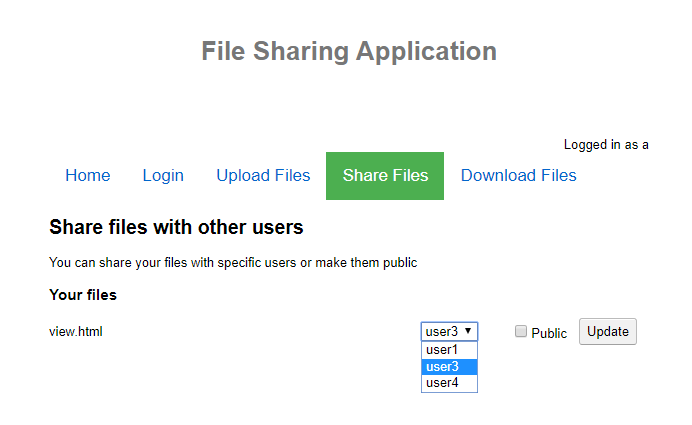 File Sharing Application
Logged in as a
Home Login Upload Files Share Files Download Files
Share files with other users
You can share your files with specific users or make them public
Your files
view.html user3 Public Update
user1
user3
user4